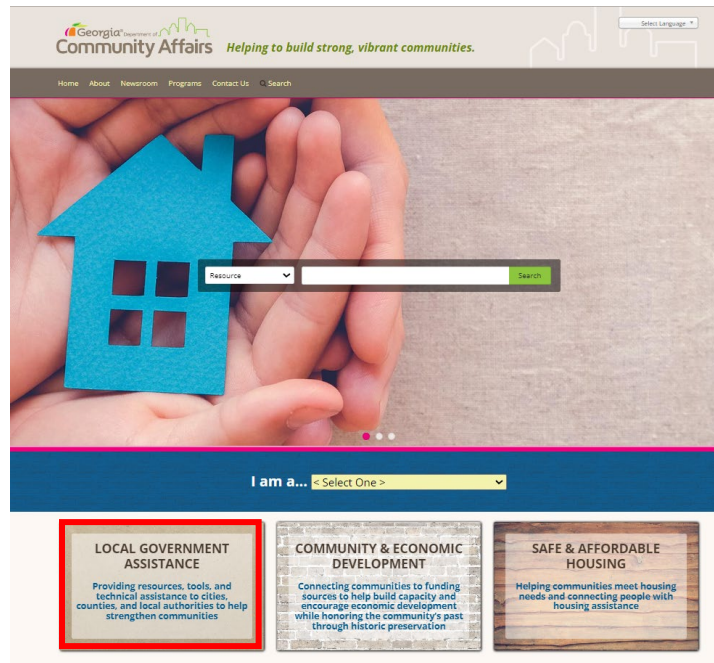 Georgia® Department of
Community Affairs
Helping to build strong, vibrant communities.
Select Language
Home About Newsroom Programs Contact Us Search
Resource
Search
I am a... < Select One >
LOCAL GOVERNMENT
ASSISTANCE
Providing resources, tools, and
technical assistance to cities,
counties, and local authorities to help
strengthen communities
COMMUNITY & ECONOMIC
DEVELOPMENT
Connecting communities to funding
sources to help build capacity and
encourage economic development
while honoring the community's past
through historic preservation
SAFE & AFFORDABLE
HOUSING
Helping communities meet housing
needs and connecting people with
housing assistance